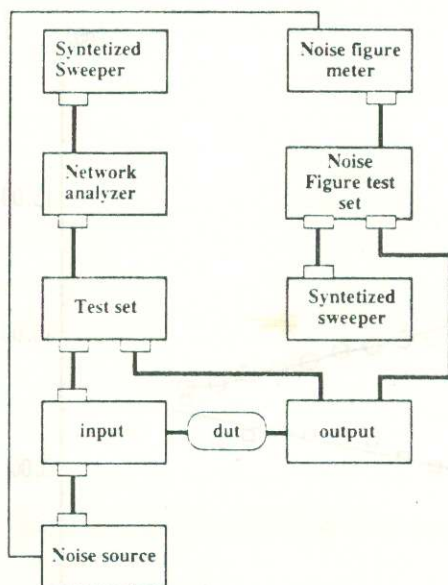 Syntetized
Sweeper
Noise figure
meter
Network
analyzer
Noise
Figure test
set
Test set
Syntetized
sweeper
input
dut
output
Noise source